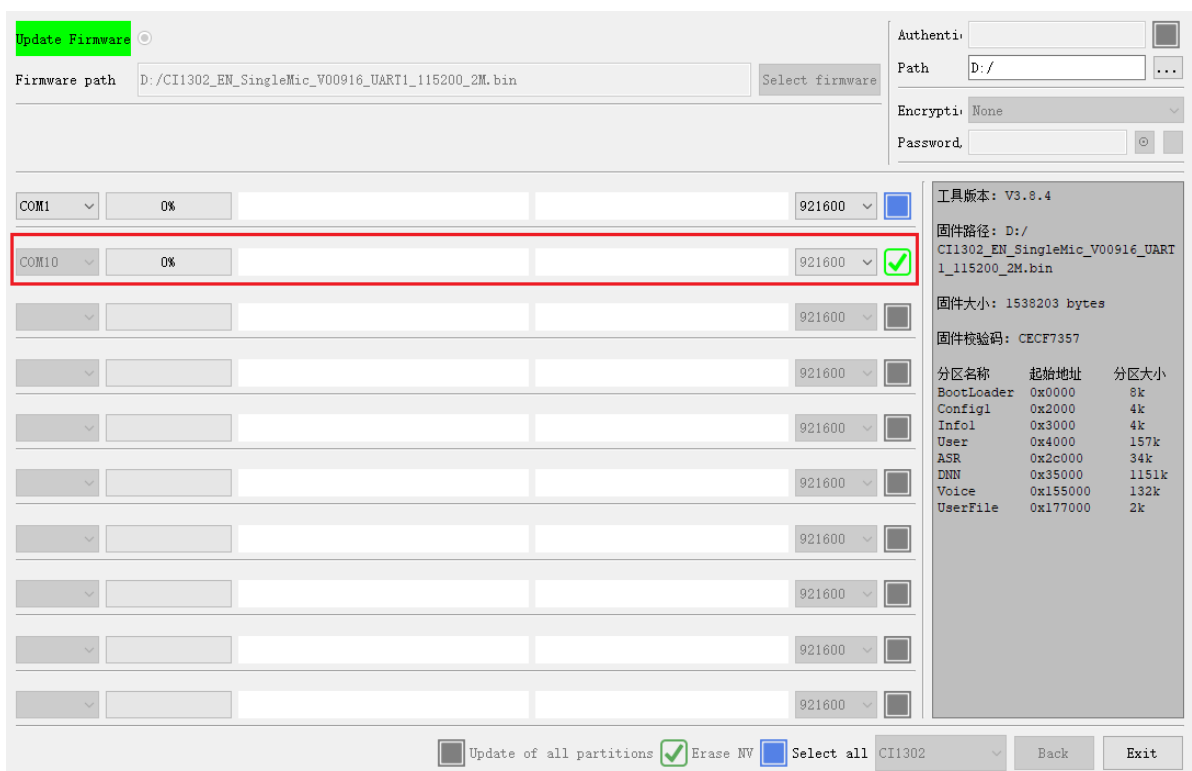 Update Firmware
Firmware path D:/CI1302_EN_SingleMic_V00916_UART1_115200_2M.bin Select firmware
Authenti
Path D:/ ...
Encrypti None
Password,
COM1 0% 921600
COM10 0% 921600
921600
921600
921600
921600
921600
921600
921600
921600
工具版本: V3.8.4
固件路径: D:/
CI1302_EN_SingleMic_V00916_UART
1_115200_2M.bin
固件大小: 1538203 bytes
固件校验码: CECF7357
分区名称 起始地址 分区大小
BootLoader 0x0000 8k
Config1 0x2000 4k
Info1 0x3000 4k
User 0x4000 157k
ASR 0x2c000 34k
DNN 0x35000 1151k
Voice 0x155000 132k
UserFile 0x177000 2k
Update of all partitions Erase NV Select all CI1302 Back Exit